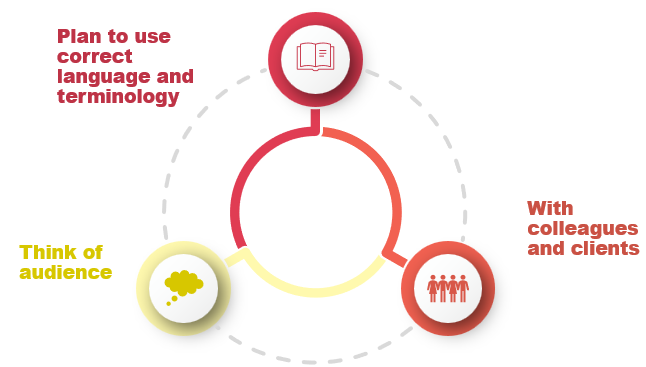 Plan to use
correct
language and
terminology
With
colleagues
and clients
Think of
audience